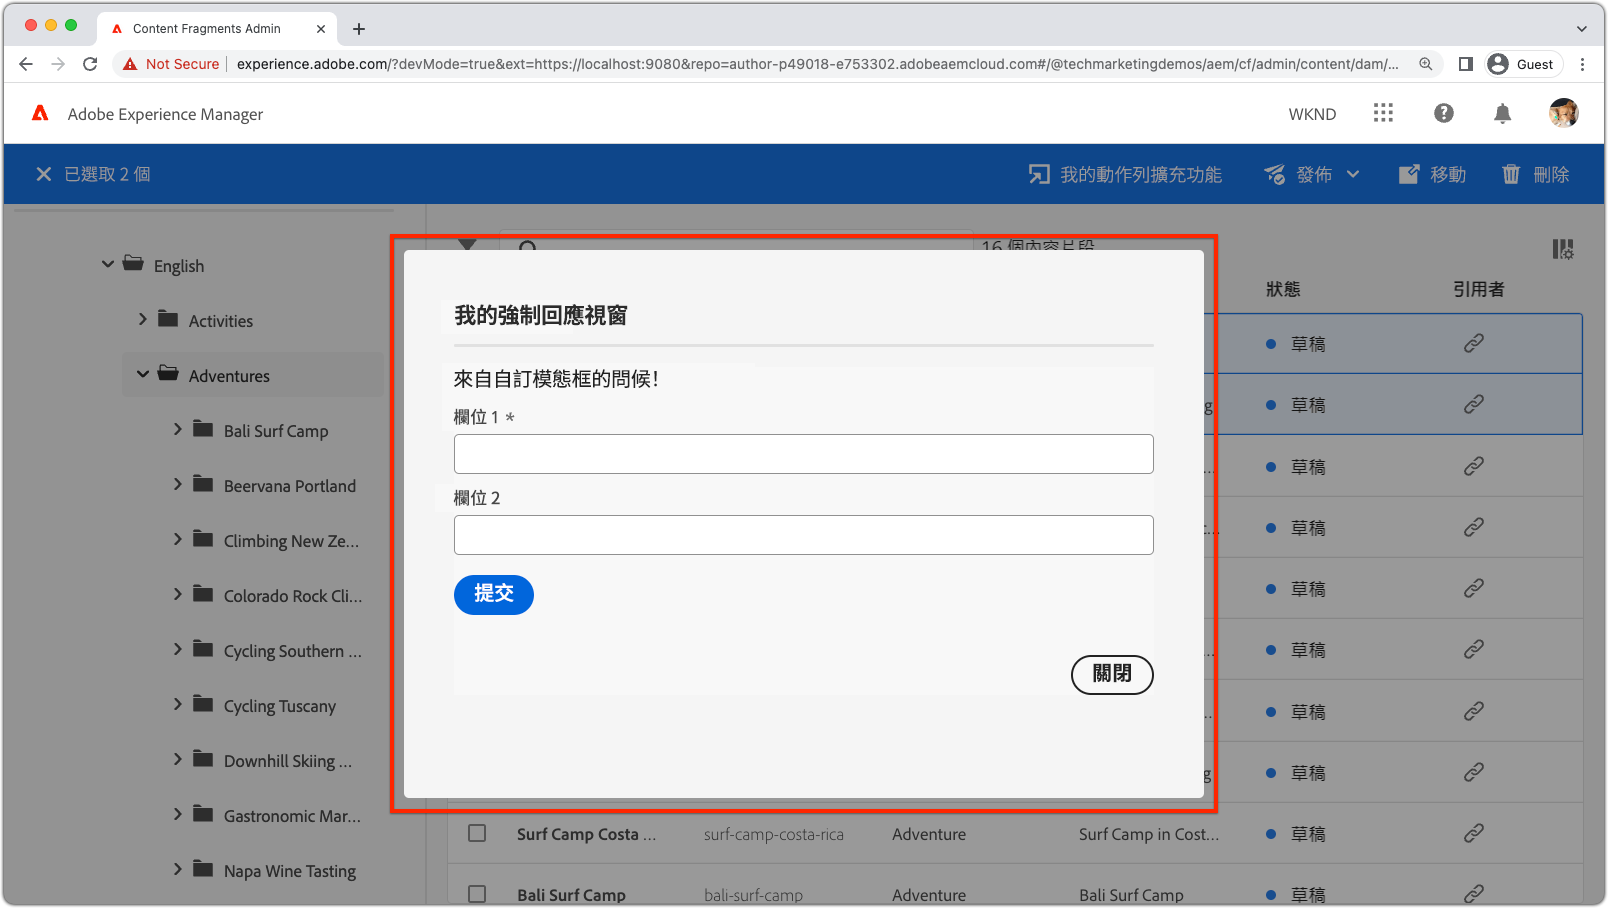 Content Fragments Admin
Not Secure
experience.adobe.com/?devMode=true&ext=https://localhost:9080&repo=author-p49018-e753302.adobeaemcloud.com#/@techmarketingdemos/aem/cf/admin/content/dam/...
Guest
Adobe Experience Manager
WKND
已選取 2 個
我的動作列擴充功能
發佈
移動
刪除
16 個內容片段
狀態
引用者
English
Activities
Adventures
Bali Surf Camp
Beervana Portland
Climbing New Ze...
Colorado Rock Cli...
Cycling Southern ...
Cycling Tuscany
Downhill Skiing ...
Gastronomic Mar...
Napa Wine Tasting
我的強制回應視窗
來自自訂模態框的問候！
欄位 1 *
欄位 2
提交
關閉
草稿
g 草稿
... 草稿
t... 草稿
草稿
... 草稿
... 草稿
g 草稿
Surf Camp Costa ... surf-camp-costa-rica Adventure Surf Camp in Cost... 草稿
Bali Surf Camp bali-surf-camp Adventure Bali Surf Camp 草稿